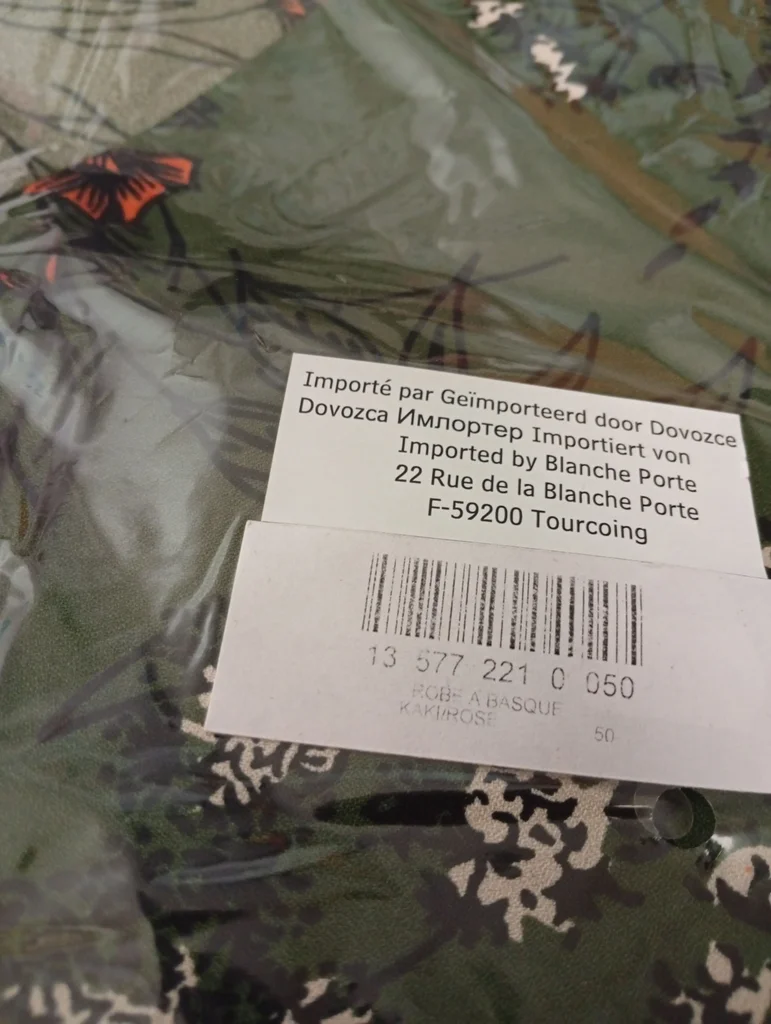 Importé par Geïmporteerd door Dovozce
Dovozca Импортер Importiert von
Imported by Blanche Porte
22 Rue de la Blanche Porte
F-59200 Tourcoing
13 577 221 0 050
ROBE A BASQUE
KAKI/ROSE 50